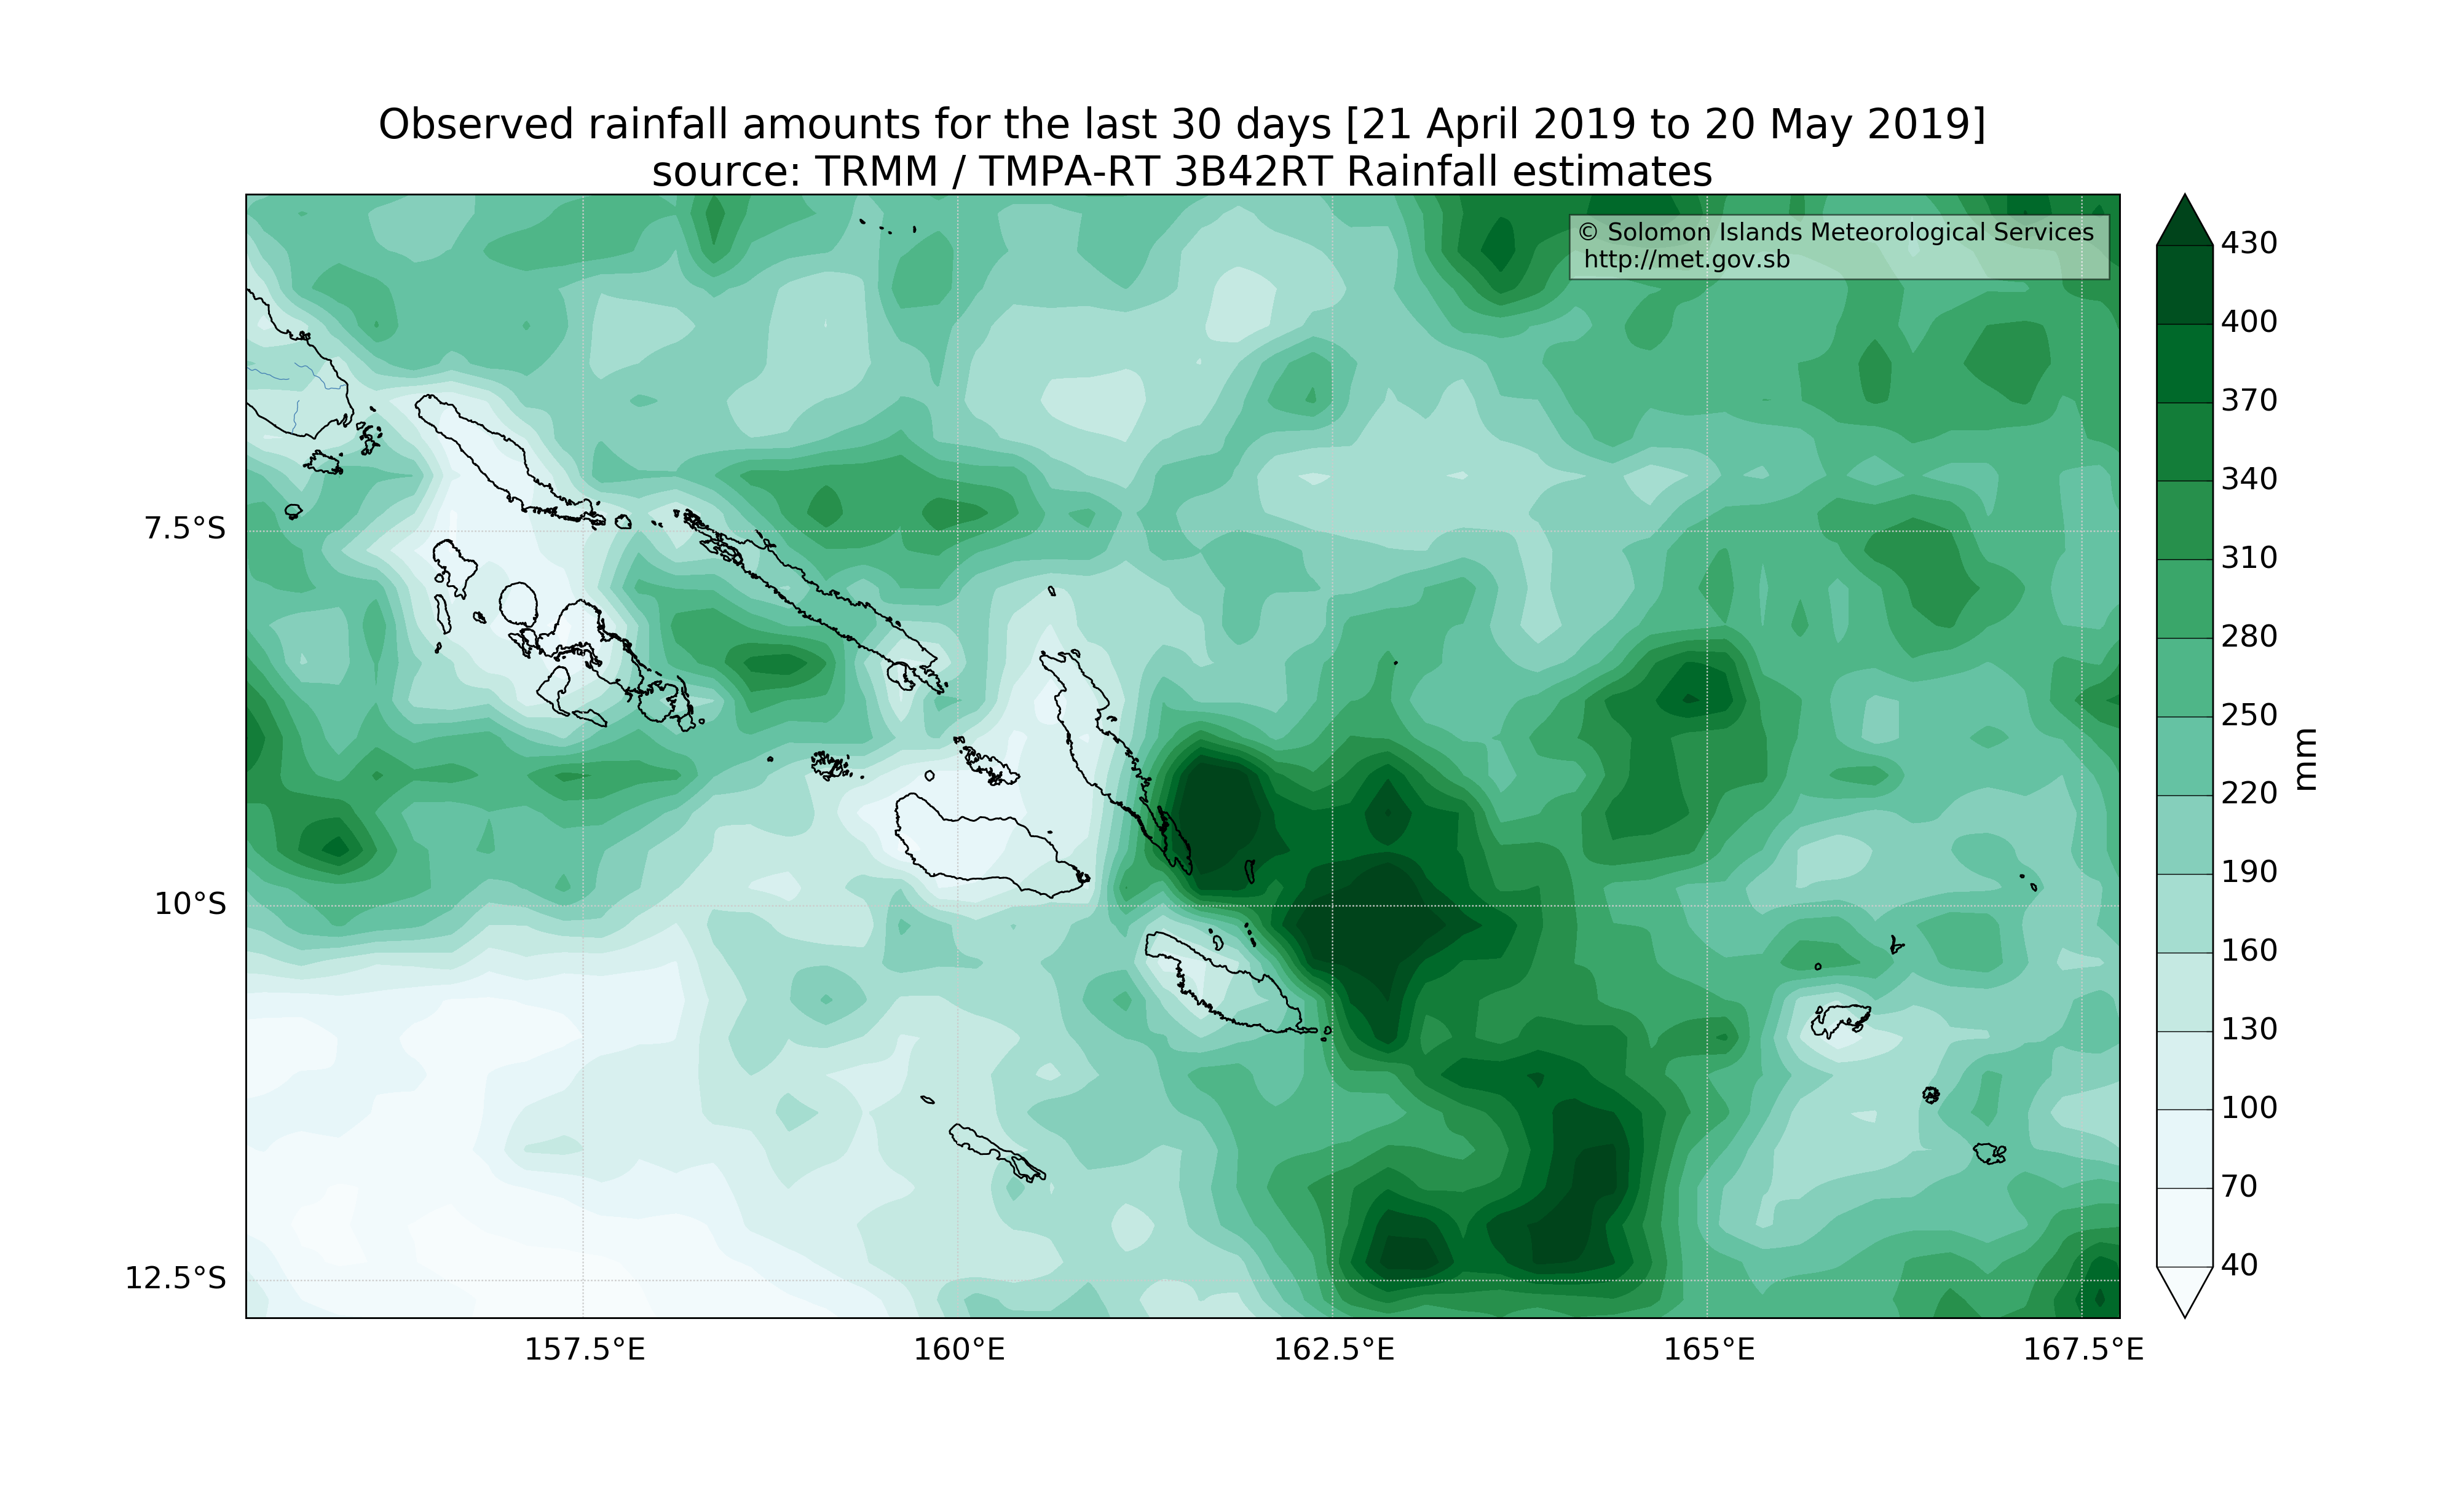 Observed rainfall amounts for the last 30 days [21 April 2019 to 20 May 2019]
source: TRMM / TMPA-RT 3B42RT Rainfall estimates
© Solomon Islands Meteorological Services
http://met.gov.sb
7.5°S
10°S
12.5°S
157.5°E
160°E
162.5°E
165°E
167.5°E
430
400
370
340
310
280
250
220
190
160
130
100
70
40
mm